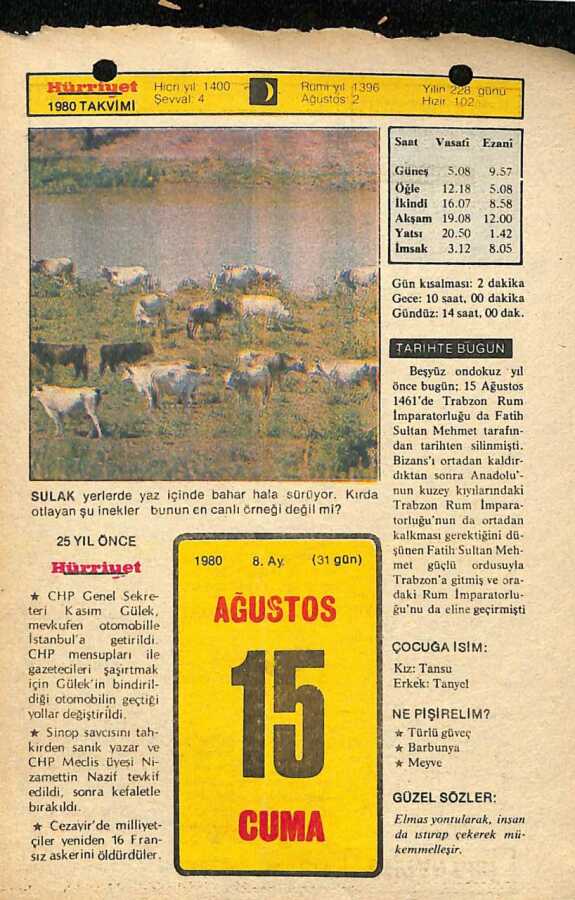 Hürriyet
1980 TAKVİMİ
Hicri yıl 1400
Şevval: 4
Rumi yıl 1396
Ağustos: 2
Yılın 228. günü
Hızır 102
Saat Vasati Ezani
Güneş 5.08 9.57
Öğle 12.18 5.08
İkindi 16.07 8.58
Akşam 19.08 12.00
Yatsı 20.50 1.42
İmsak 3.12 8.05
Gün kısalması: 2 dakika
Gece: 10 saat, 00 dakika
Gündüz: 14 saat, 00 dak.
TARİHTE BUGÜN
Beşyüz ondokuz yıl
önce bugün; 15 Ağustos
1461'de Trabzon Rum
İmparatorluğu da Fatih
Sultan Mehmet tarafın-
dan tarihten silinmişti.
Bizans'ı ortadan kaldır-
dıktan sonra Anadolu'-
nun kuzey kıyılarındaki
Trabzon Rum İmpara-
torluğu'nun da ortadan
kalkması gerektiğini dü-
şünen Fatih Sultan Meh-
met güçlü ordusuyla
Trabzon'a gitmiş ve ora-
daki Rum İmparatorlu-
ğu'nu da eline geçirmişti
SULAK yerlerde yaz içinde bahar hala sürüyor. Kırda
otlayan şu inekler bunun en canlı örneği değil mi?
25 YIL ÖNCE
Hürriyet
★ CHP Genel Sekre-
teri Kasım Gülek,
mevkufen otomobille
İstanbul'a getirildi.
CHP mensupları ile
gazetecileri şaşırtmak
için Gülek'in bindiril-
diği otomobilin geçtiği
yollar değiştirildi.
★ Sinop savcısını tah-
kirden sanık yazar ve
CHP Meclis üyesi Ni-
zamettin Nazif tevkif
edildi, sonra kefaletle
bırakıldı.
★ Cezayir'de milliyet-
çiler yeniden 16 Fran-
sız askerini öldürdüler.
1980 8. Ay. (31 gün)
AĞUSTOS
15
CUMA
ÇOCUĞA İSİM:
Kız: Tansu
Erkek: Tanyel
NE PİŞİRELİM?
★ Türlü güveç
★ Barbunya
★ Meyve
GÜZEL SÖZLER:
Elmas yontularak, insan
da ıstırap çekerek mü-
kemmelleşir.